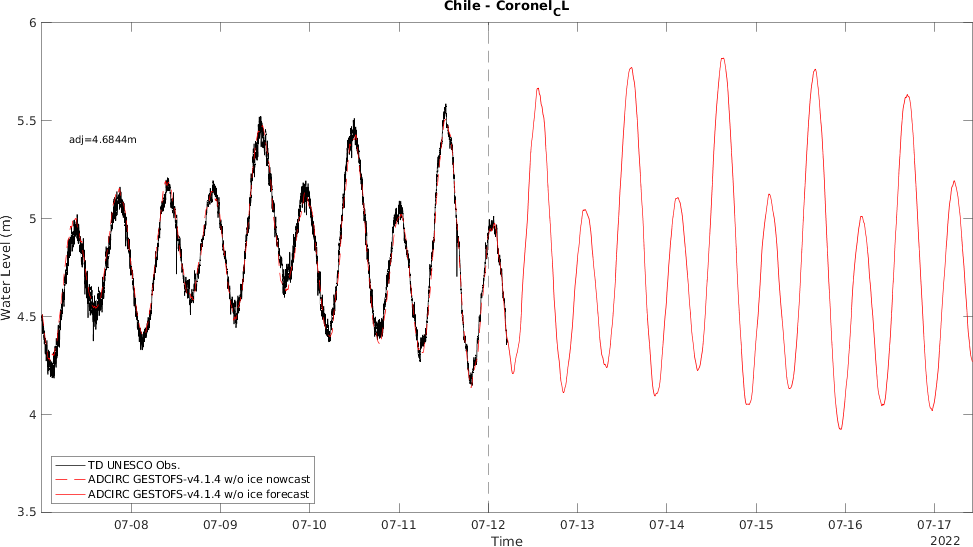 Chile - Coronel_CL
6
5.5
adj=4.6844m
5
Water Level (m)
4.5
4
TD UNESCO Obs.
ADCIRC GESTOFS-v4.1.4 w/o ice nowcast
ADCIRC GESTOFS-v4.1.4 w/o ice forecast
3.5
07-08 07-09 07-10 07-11 07-12 07-13 07-14 07-15 07-16 07-17
Time
2022